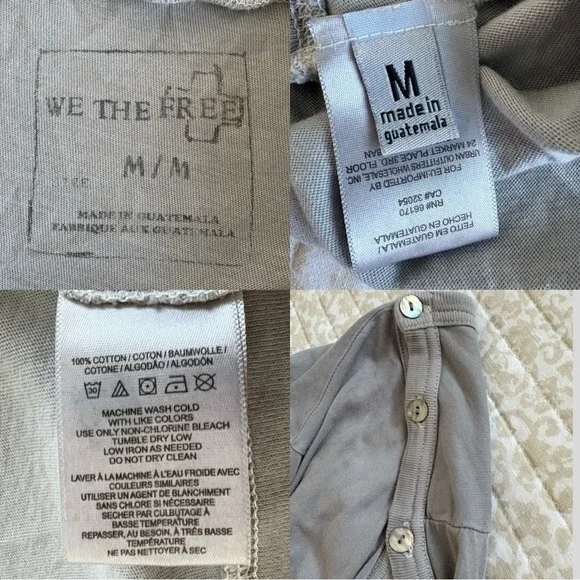 WE THE FREE
M/M
MADE IN GUATEMALA
FABRIQUE AUX GUATEMALA
M
made in
guatemala
FEITO EM GUATEMALA /
HECHO EN GUATEMALA
RN# 66170
CA# 32054
FOR EU:IMPORTED BY
URBAN OUTFITTERS WHOLESALE, INC
24 MARKET PLACE, 3RD. FLOOR
100% COTTON / COTON / BAUMWOLLE /
COTONE / ALGODÃO / ALGODÓN
30
MACHINE WASH COLD
WITH LIKE COLORS
USE ONLY NON-CHLORINE BLEACH
TUMBLE DRY LOW
LOW IRON AS NEEDED
DO NOT DRY CLEAN
LAVER À LA MACHINE À L'EAU FROIDE AVEC
COULEURS SIMILAIRES
UTILISER UN AGENT DE BLANCHIMENT
SANS CHLORE SI NÉCESSAIRE
SECHER PAR CULBUTAGE À
BASSE TEMPÉRATURE
REPASSER, AU BESOIN, À TRÈS BASSE
TEMPÉRATURE
NE PAS NETTOYER À SEC